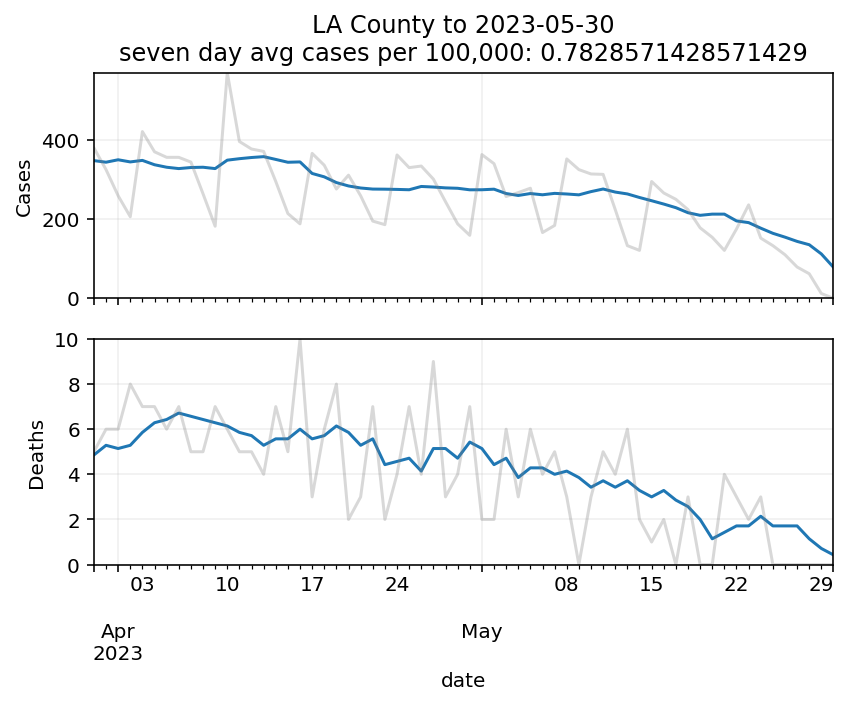 LA County to 2023-05-30
seven day avg cases per 100,000: 0.7828571428571429
400
200
0
Cases
10
8
6
4
2
0
Deaths
03 10 17 24 08 15 22 29
Apr May
2023
date